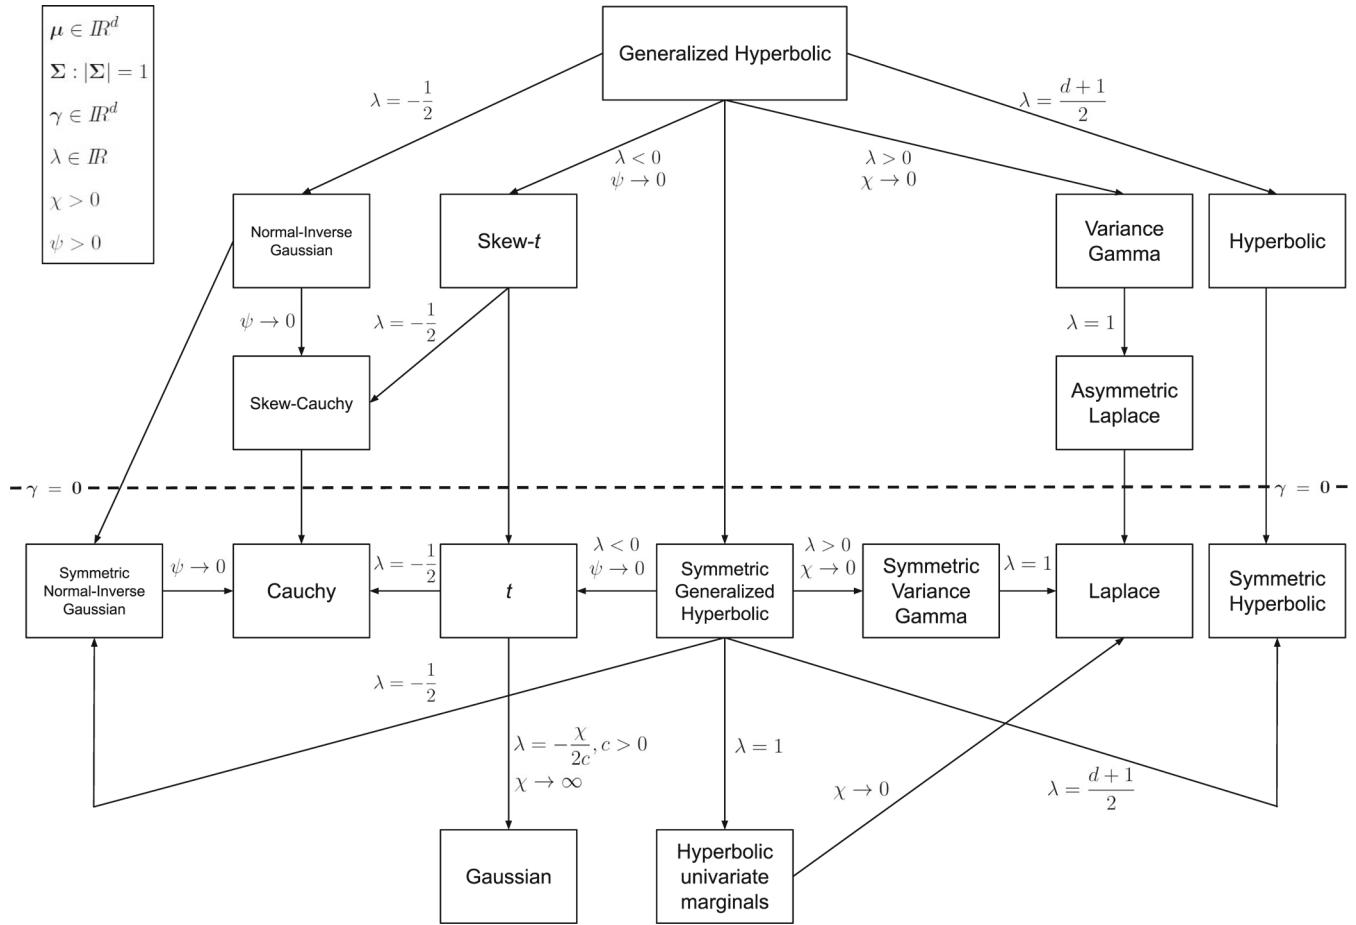 μ ∈ ℝ^d
Σ : |Σ| = 1
γ ∈ ℝ^d
λ ∈ ℝ
χ > 0
ψ > 0
Generalized Hyperbolic
λ = −1/2
λ < 0
ψ → 0
λ > 0
χ → 0
λ = (d + 1)/2
Normal-Inverse
Gaussian
Skew-t
Variance
Gamma
Hyperbolic
ψ → 0
λ = −1/2
λ = 1
Skew-Cauchy
Asymmetric
Laplace
γ = 0
γ = 0
Symmetric
Normal-Inverse
Gaussian
ψ → 0
Cauchy
λ = −1/2
t
λ < 0
ψ → 0
Symmetric
Generalized
Hyperbolic
λ > 0
χ → 0
Symmetric
Variance
Gamma
λ = 1
Laplace
Symmetric
Hyperbolic
λ = −1/2
λ = −χ/2c, c > 0
χ → ∞
λ = 1
χ → 0
λ = (d + 1)/2
Gaussian
Hyperbolic
univariate
marginals